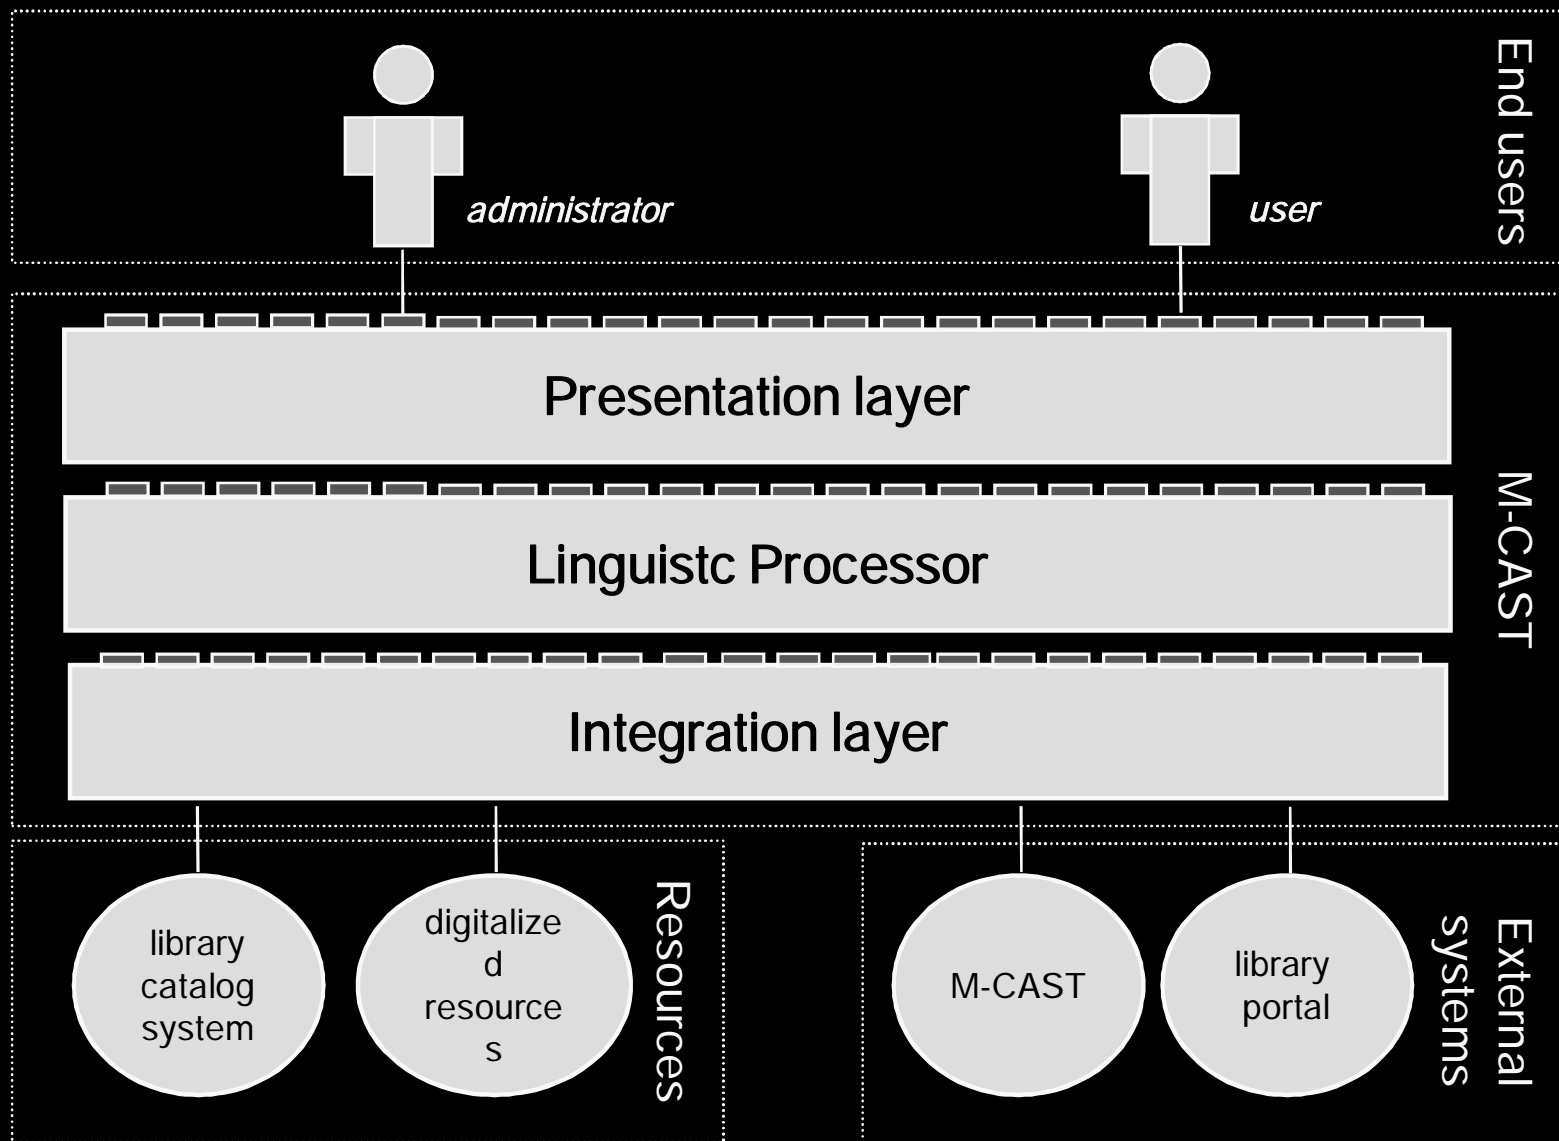 End users
administrator
user
Presentation layer
M-CAST
Linguistc Processor
Integration layer
library
catalog
system
digitalize
d
resource
s
Resources
M-CAST
library
portal
External
systems